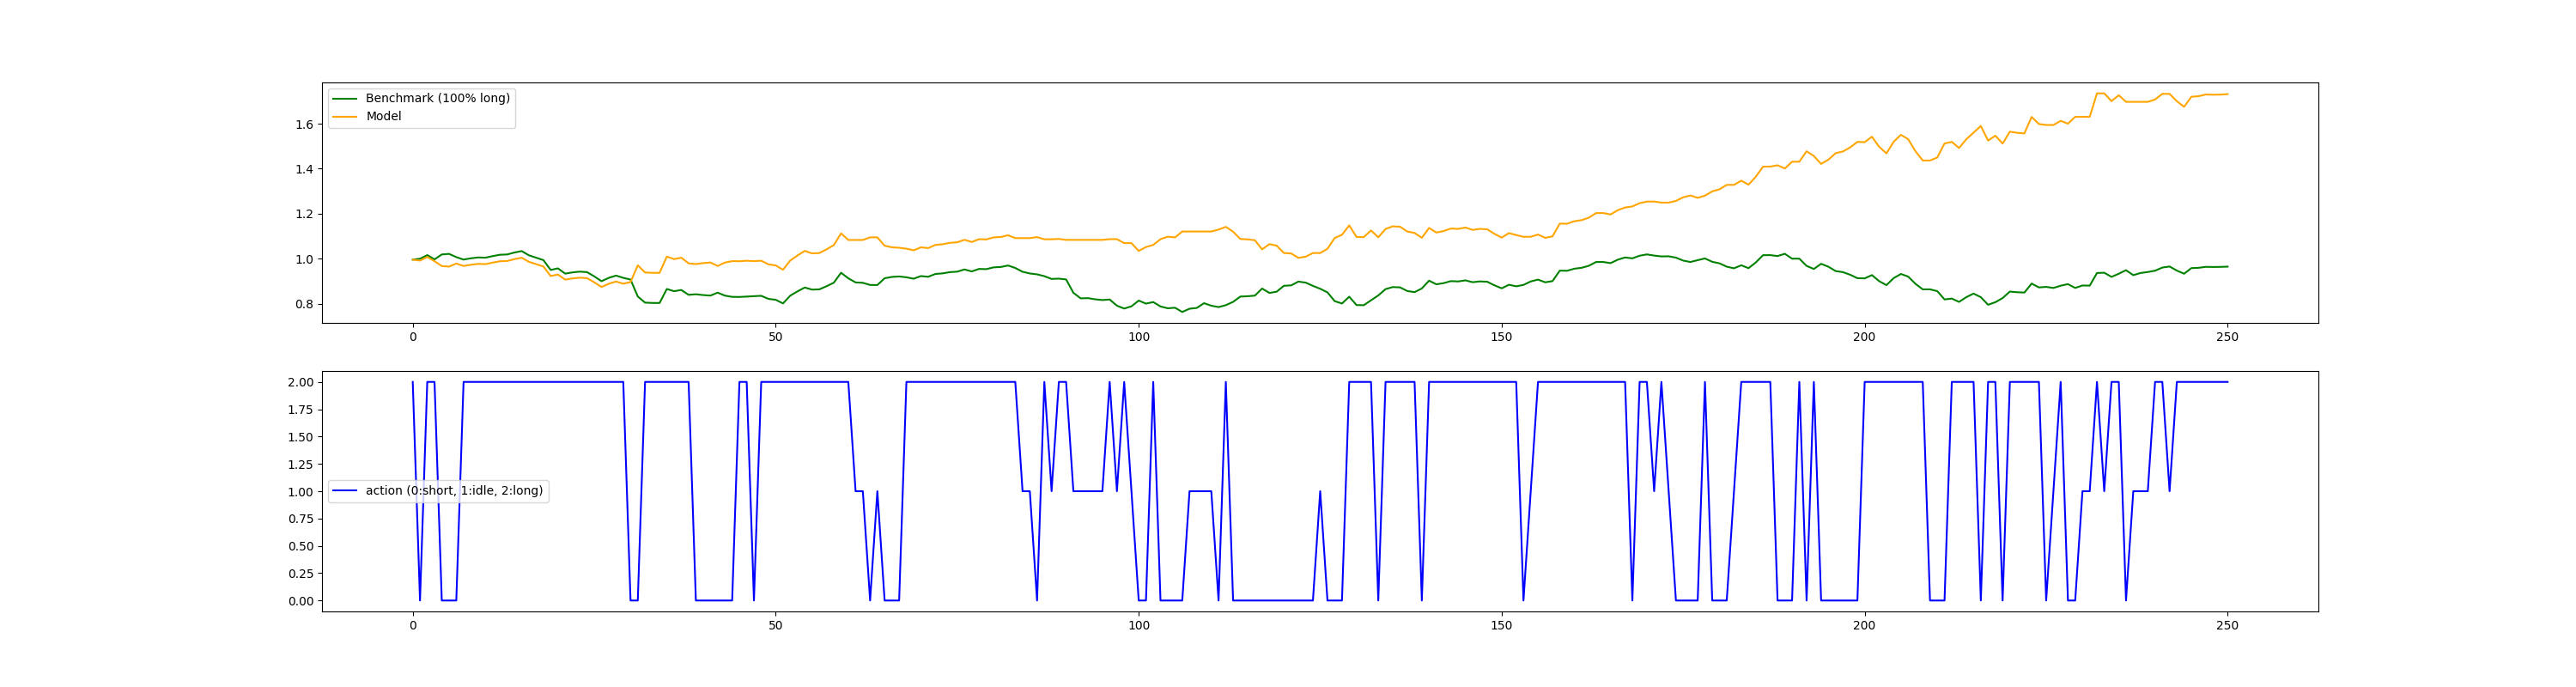 Benchmark (100% long)
Model
1.6
1.4
1.2
1.0
0.8
0 50 100 150 200 250
2.00
1.75
1.50
1.25
1.00
action (0:short, 1:idle, 2:long)
0.75
0.50
0.25
0.00
0 50 100 150 200 250